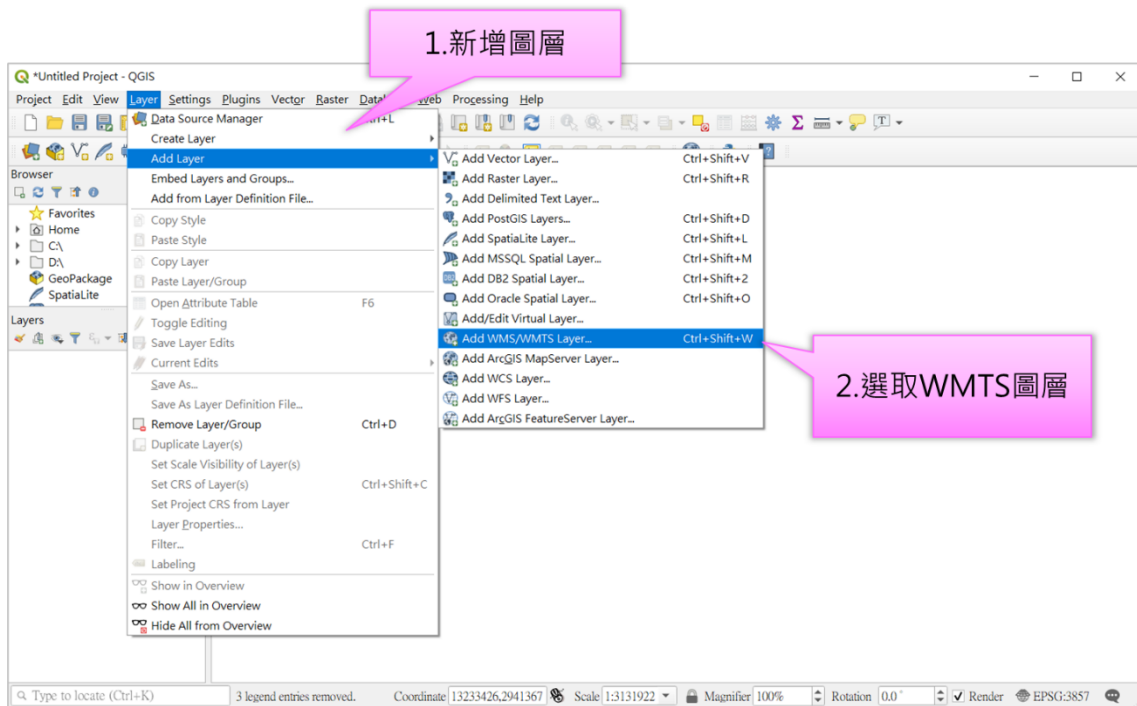 1.新增圖層
*Untitled Project - QGIS
Project Edit View Layer Settings Plugins Vector Raster Web Processing Help
Data Source Manager
Create Layer
Add Layer
Embed Layers and Groups...
Add from Layer Definition File...
Copy Style
Paste Style
Copy Layer
Paste Layer/Group
Open Attribute Table F6
Toggle Editing
Save Layer Edits
Current Edits
Save As...
Save As Layer Definition File...
Remove Layer/Group Ctrl+D
Duplicate Layer(s)
Set Scale Visibility of Layer(s)
Set CRS of Layer(s) Ctrl+Shift+C
Set Project CRS from Layer
Layer Properties...
Filter... Ctrl+F
Labeling
Show in Overview
Show All in Overview
Hide All from Overview
Add Vector Layer... Ctrl+Shift+V
Add Raster Layer... Ctrl+Shift+R
Add Delimited Text Layer...
Add PostGIS Layers... Ctrl+Shift+D
Add SpatiaLite Layer... Ctrl+Shift+L
Add MSSQL Spatial Layer... Ctrl+Shift+M
Add DB2 Spatial Layer... Ctrl+Shift+2
Add Oracle Spatial Layer... Ctrl+Shift+O
Add/Edit Virtual Layer...
Add WMS/WMTS Layer... Ctrl+Shift+W
Add ArcGIS MapServer Layer...
Add WCS Layer...
Add WFS Layer...
Add ArcGIS FeatureServer Layer...
2.選取WMTS圖層
Browser
Favorites
Home
C:\
D:\
GeoPackage
SpatiaLite
Layers
Type to locate (Ctrl+K) 3 legend entries removed. Coordinate 13233426,2941367 Scale 1:3131922 Magnifier 100% Rotation 0.0° Render EPSG:3857